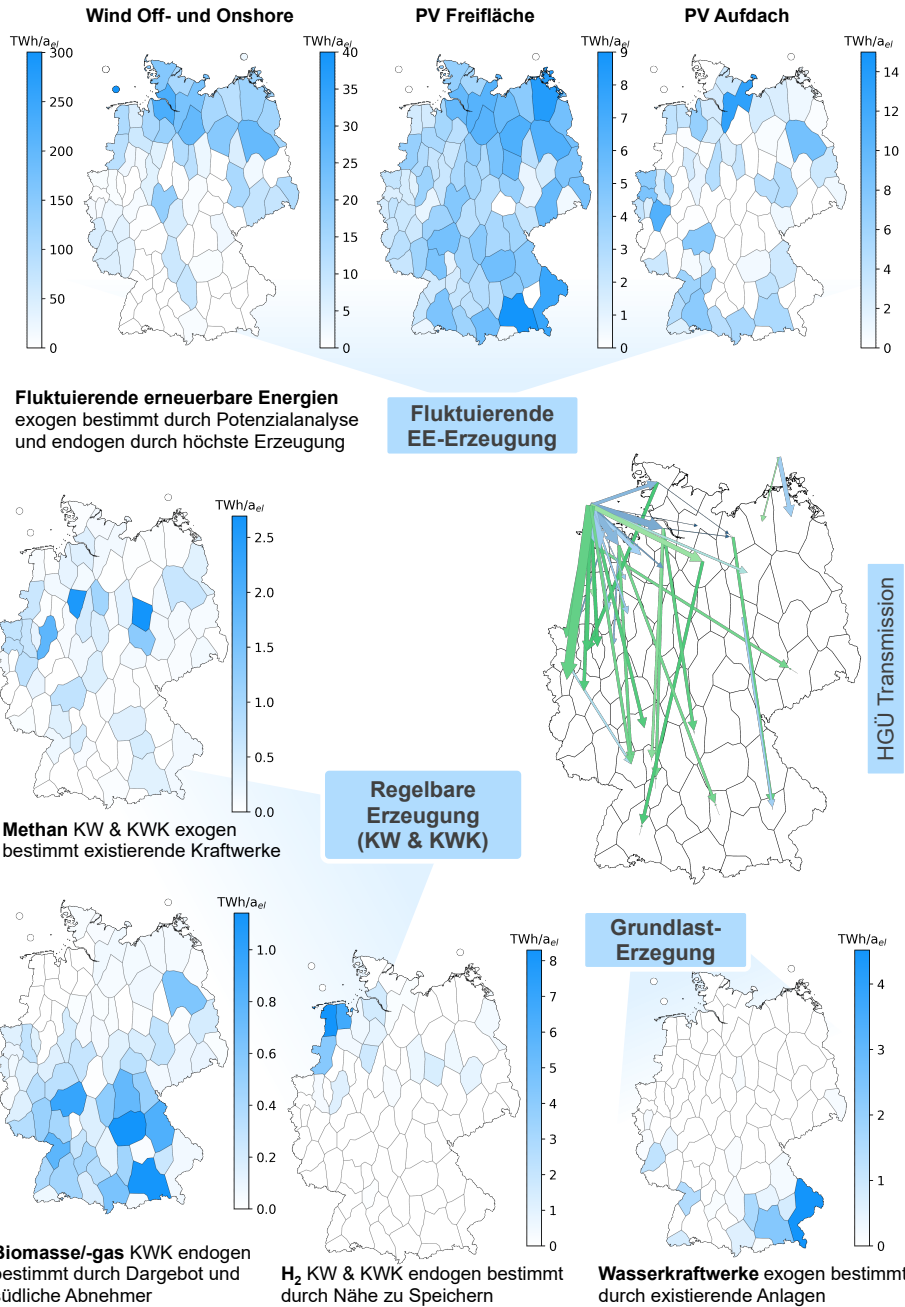 Wind Off- und Onshore
PV Freifläche
PV Aufdach
TWh/a_el
300
250
200
150
100
50
0
TWh/a_el
40
35
30
25
20
15
10
5
0
TWh/a_el
9
8
7
6
5
4
3
2
1
0
TWh/a_el
14
12
10
8
6
4
2
0
Fluktuierende erneuerbare Energien
exogen bestimmt durch Potenzialanalyse
und endogen durch höchste Erzeugung
Fluktuierende
EE-Erzeugung
TWh/a_el
2.5
2.0
1.5
1.0
0.5
0.0
HGÜ Transmission
Methan KW & KWK exogen
bestimmt existierende Kraftwerke
Regelbare
Erzeugung
(KW & KWK)
TWh/a_el
1.0
0.8
0.6
0.4
0.2
0.0
Biomasse/-gas KWK endogen
bestimmt durch Dargebot und
südliche Abnehmer
TWh/a_el
8
7
6
5
4
3
2
1
0
H₂ KW & KWK endogen bestimmt
durch Nähe zu Speichern
Grundlast-
Erzegung
TWh/a_el
4
3
2
1
0
Wasserkraftwerke exogen bestimmt
durch existierende Anlagen